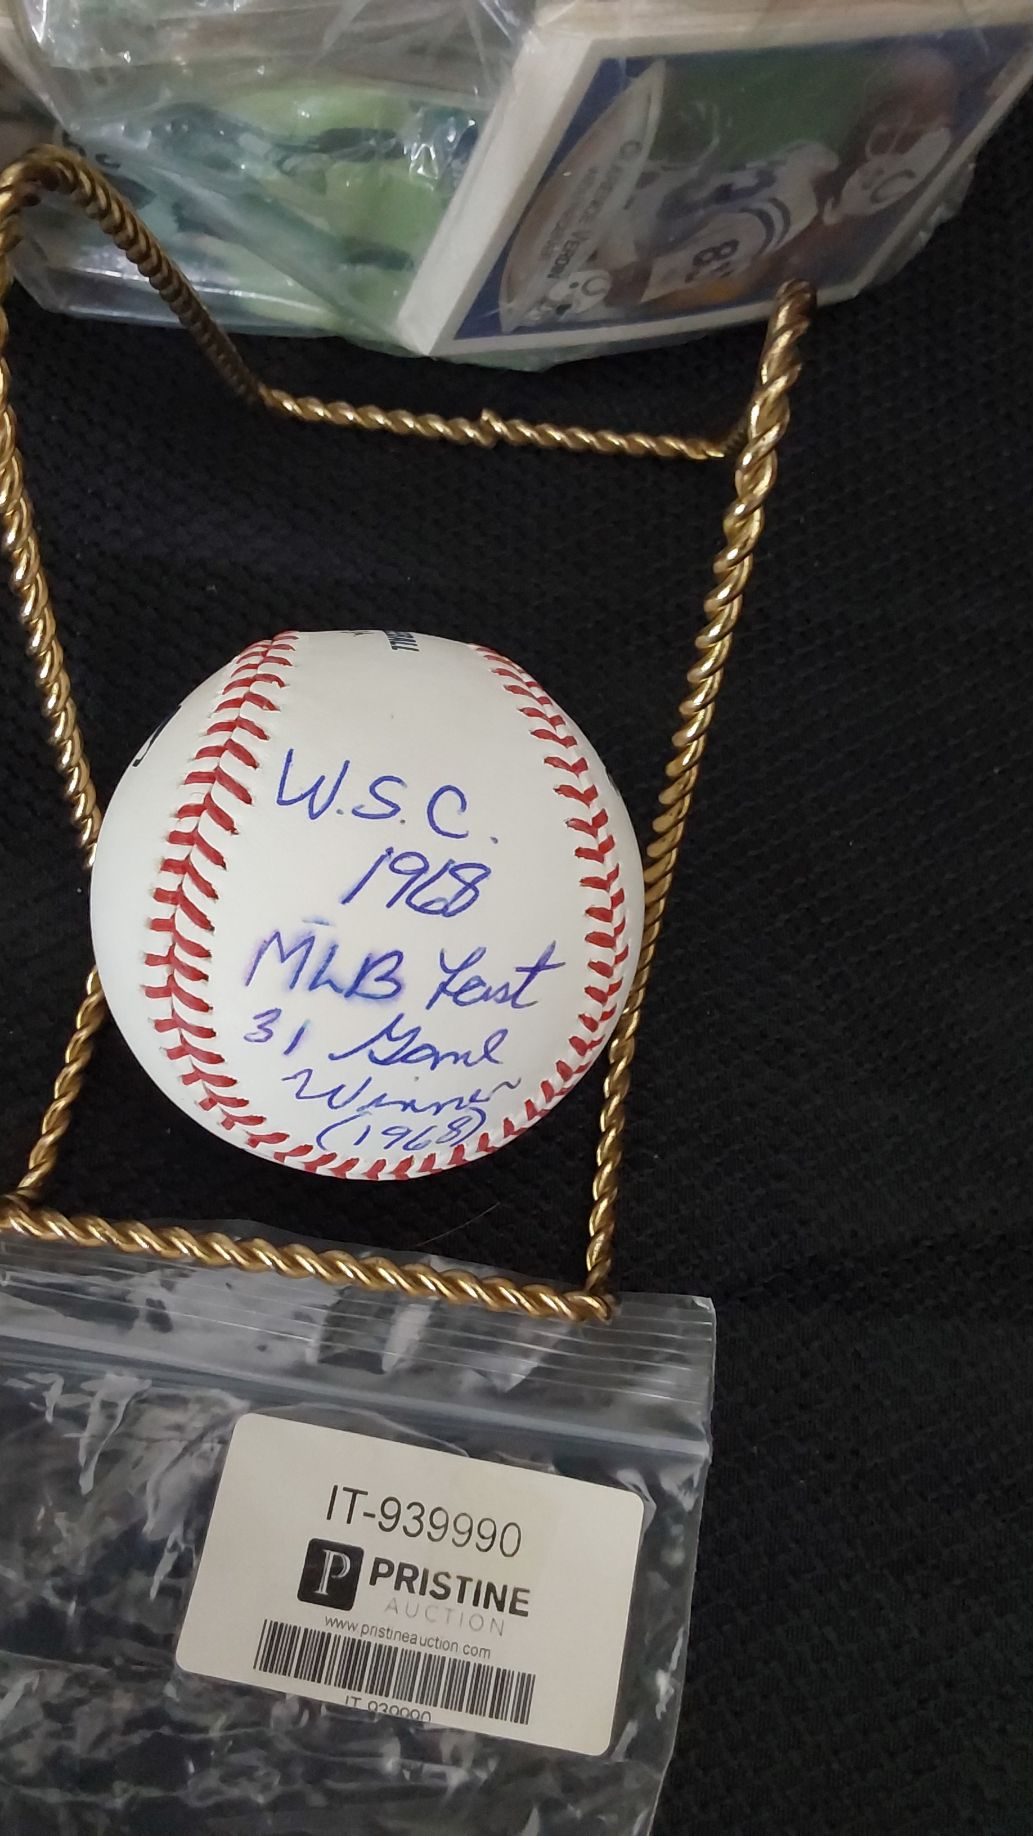 W.S.C.
1968
MLB Last
31 Game
Winner
(1968)
IT-939990
P PRISTINE
AUCTION
www.pristineauction.com
IT-939990